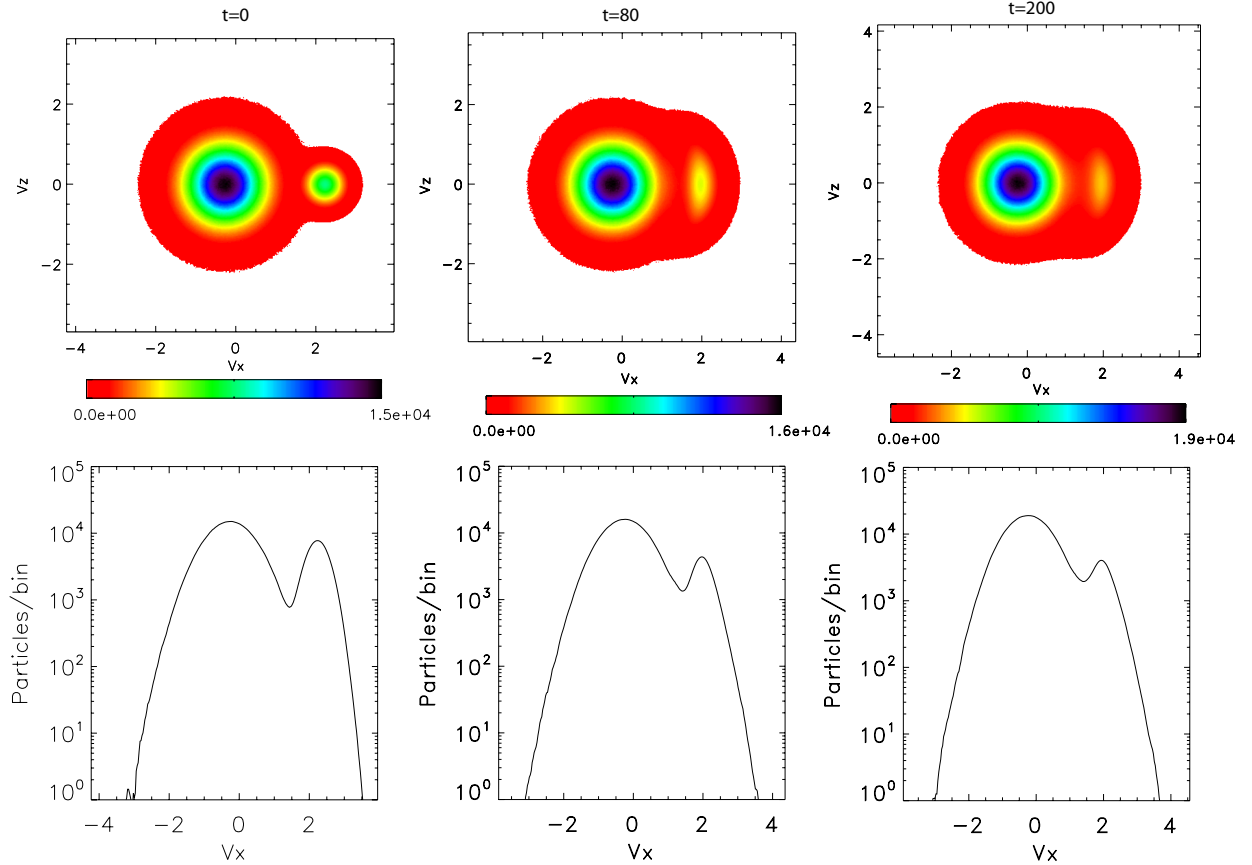 t=0 t=80 t=200
2
0
−2
Vz
−4 −2 0 2
Vx
0.0e+00 1.5e+04
2
0
−2
Vz
−2 0 2 4
Vx
0.0e+00 1.6e+04
4
2
0
−2
−4
Vz
−2 0 2 4
Vx
0.0e+00 1.9e+04
10^5
10^4
10^3
10^2
10^1
10^0
Particles/bin
−4 −2 0 2
Vx
10^5
10^4
10^3
10^2
10^1
10^0
Particles/bin
−2 0 2 4
Vx
10^5
10^4
10^3
10^2
10^1
10^0
Particles/bin
−2 0 2 4
Vx